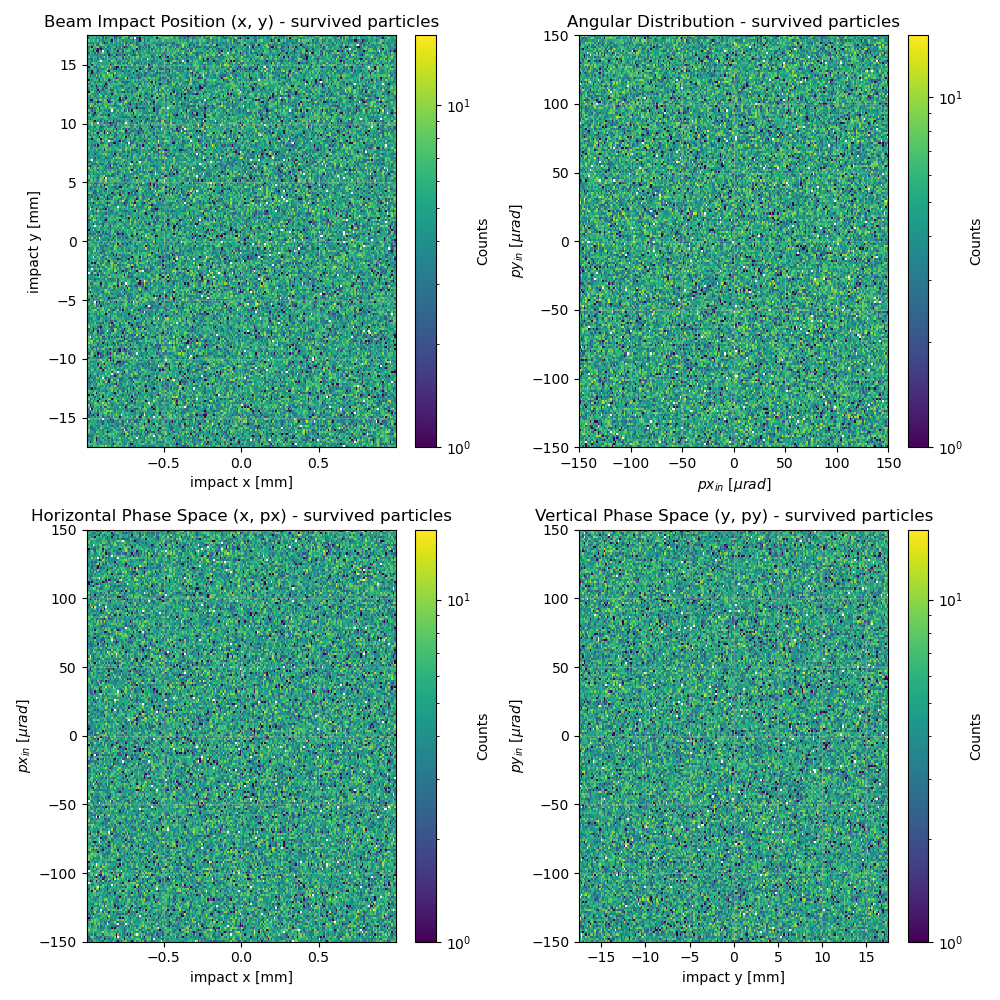 Beam Impact Position (x, y) - survived particles
impact y [mm]
15
10
5
0
−5
−10
−15
−0.5 0.0 0.5
impact x [mm]
10¹
10⁰
Counts
Angular Distribution - survived particles
py_in [μrad]
150
100
50
0
−50
−100
−150
−150 −100 −50 0 50 100 150
px_in [μrad]
10¹
10⁰
Counts
Horizontal Phase Space (x, px) - survived particles
px_in [μrad]
150
100
50
0
−50
−100
−150
−0.5 0.0 0.5
impact x [mm]
10¹
10⁰
Counts
Vertical Phase Space (y, py) - survived particles
py_in [μrad]
150
100
50
0
−50
−100
−150
−15 −10 −5 0 5 10 15
impact y [mm]
10¹
10⁰
Counts